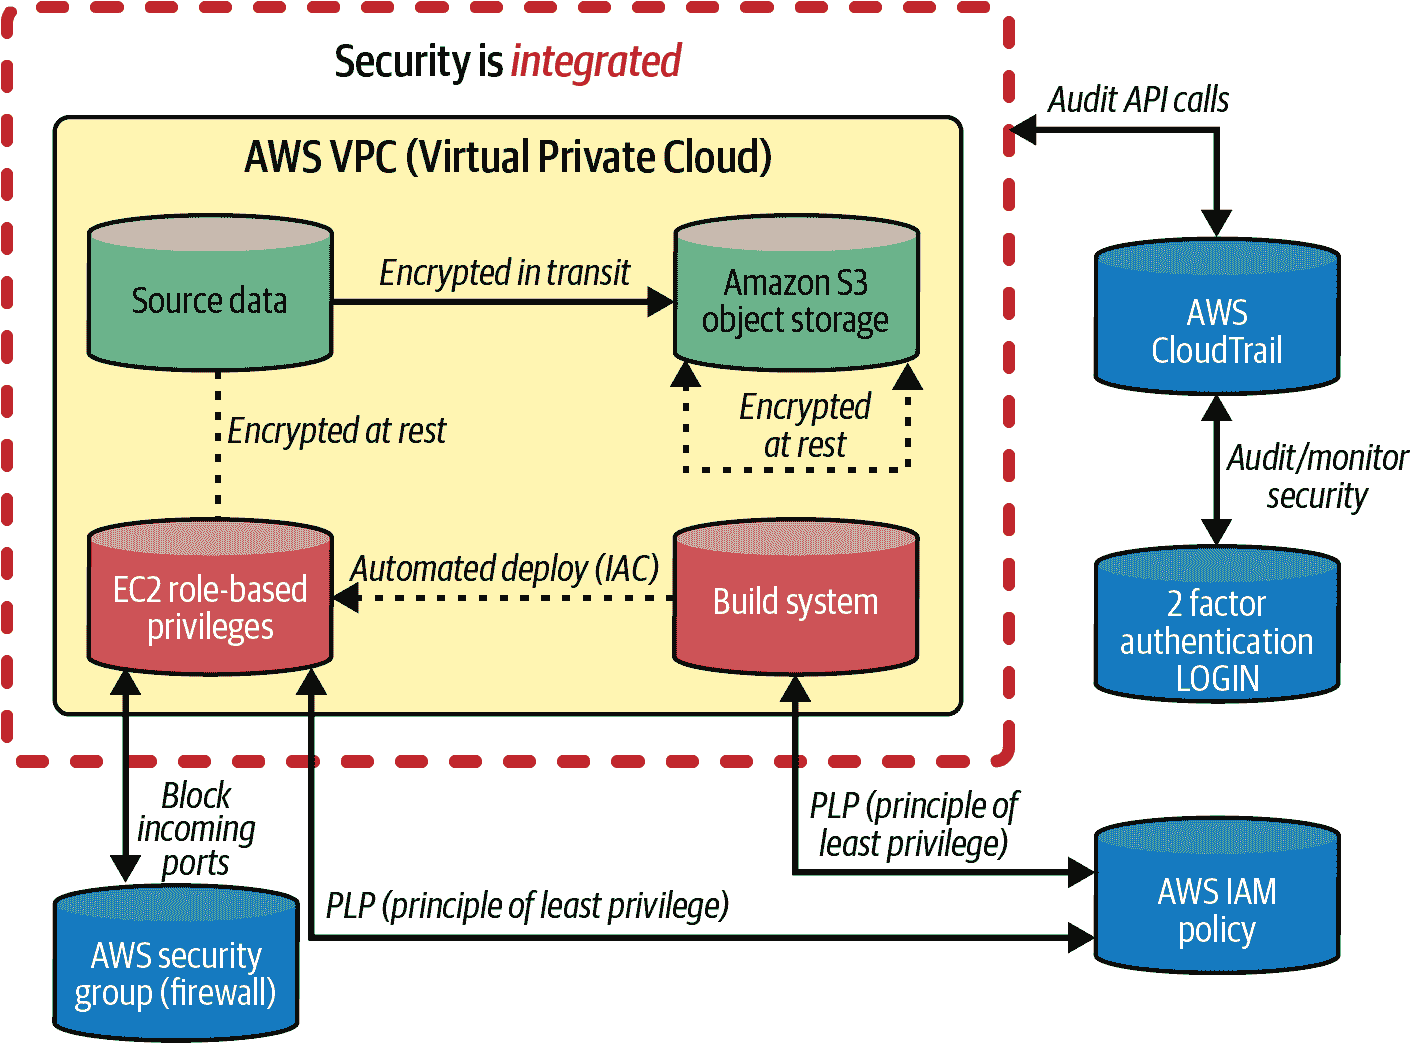 Security is integrated
Audit API calls
AWS VPC (Virtual Private Cloud)
Source data
Encrypted in transit
Amazon S3
object storage
AWS
CloudTrail
Encrypted at rest
Encrypted
at rest
Audit/monitor
security
EC2 role-based
privileges
Automated deploy (IAC)
Build system
2 factor
authentication
LOGIN
Block
incoming
ports
PLP (principle of
least privilege)
PLP (principle of least privilege)
AWS IAM
policy
AWS security
group (firewall)